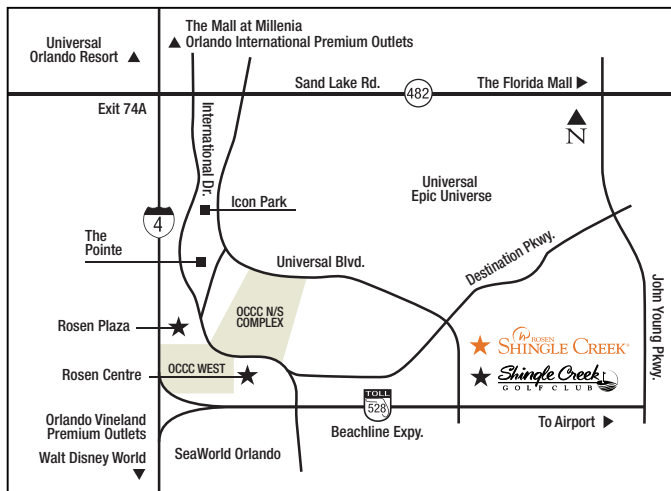 The Mall at Millenia
Orlando International Premium Outlets
Universal
Orlando Resort
Sand Lake Rd.
482
The Florida Mall
Exit 74A
International Dr.
N
Icon Park
Universal
Epic Universe
4
The
Pointe
Universal Blvd.
Destination Pkwy.
John Young Pkwy.
OCCC N/S
COMPLEX
Rosen Plaza
ROSEN
SHINGLE CREEK®
OCCC WEST
Rosen Centre
Shingle Creek
GOLF CLUB
TOLL
528
Orlando Vineland
Premium Outlets
Beachline Expy.
To Airport
Walt Disney World
SeaWorld Orlando